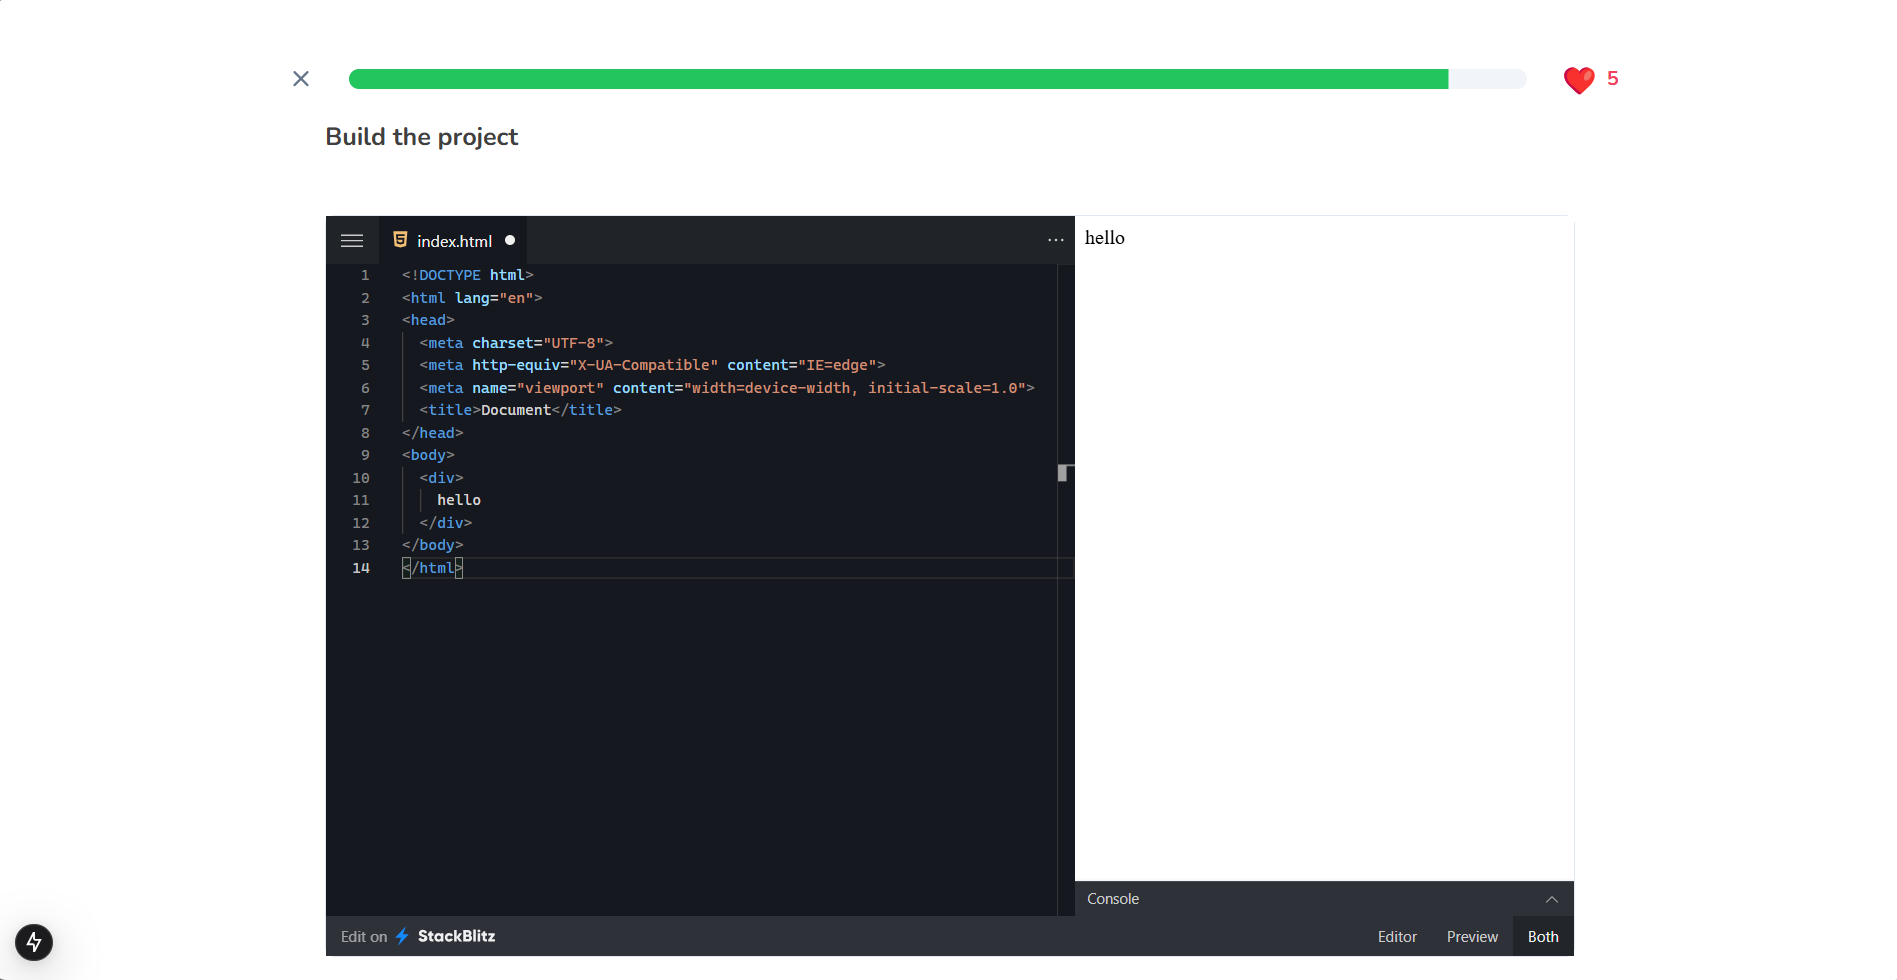 5
Build the project
index.html
hello
1 <!DOCTYPE html>
2 <html lang="en">
3 <head>
4 <meta charset="UTF-8">
5 <meta http-equiv="X-UA-Compatible" content="IE=edge">
6 <meta name="viewport" content="width=device-width, initial-scale=1.0">
7 <title>Document</title>
8 </head>
9 <body>
10 <div>
11 hello
12 </div>
13 </body>
14 </html>
Console
Edit on StackBlitz
Editor Preview Both